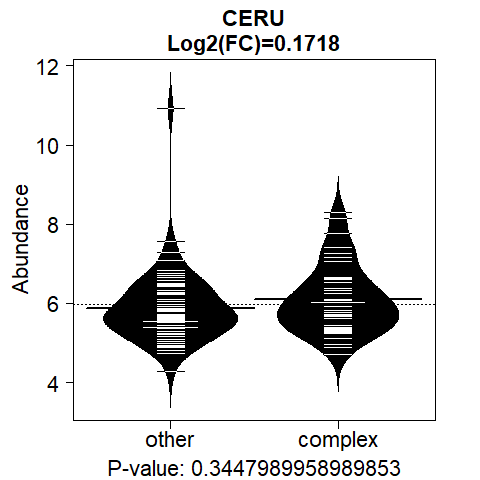 CERU
Log2(FC)=0.1718
Abundance
12
10
8
6
4
other
complex
P-value: 0.3447989958989853